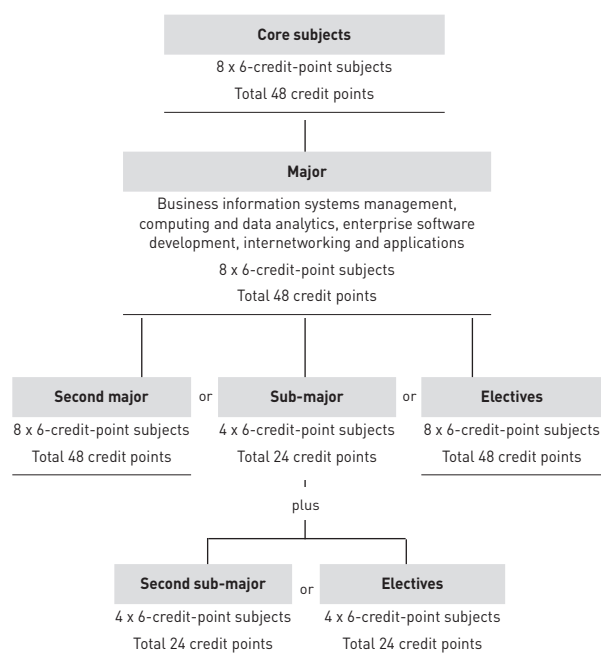 Core subjects
8 x 6-credit-point subjects
Total 48 credit points
Major
Business information systems management,
computing and data analytics, enterprise software
development, internetworking and applications
8 x 6-credit-point subjects
Total 48 credit points
Second major
8 x 6-credit-point subjects
Total 48 credit points
or
Sub-major
4 x 6-credit-point subjects
Total 24 credit points
or
Electives
8 x 6-credit-point subjects
Total 48 credit points
plus
Second sub-major
4 x 6-credit-point subjects
Total 24 credit points
or
Electives
4 x 6-credit-point subjects
Total 24 credit points